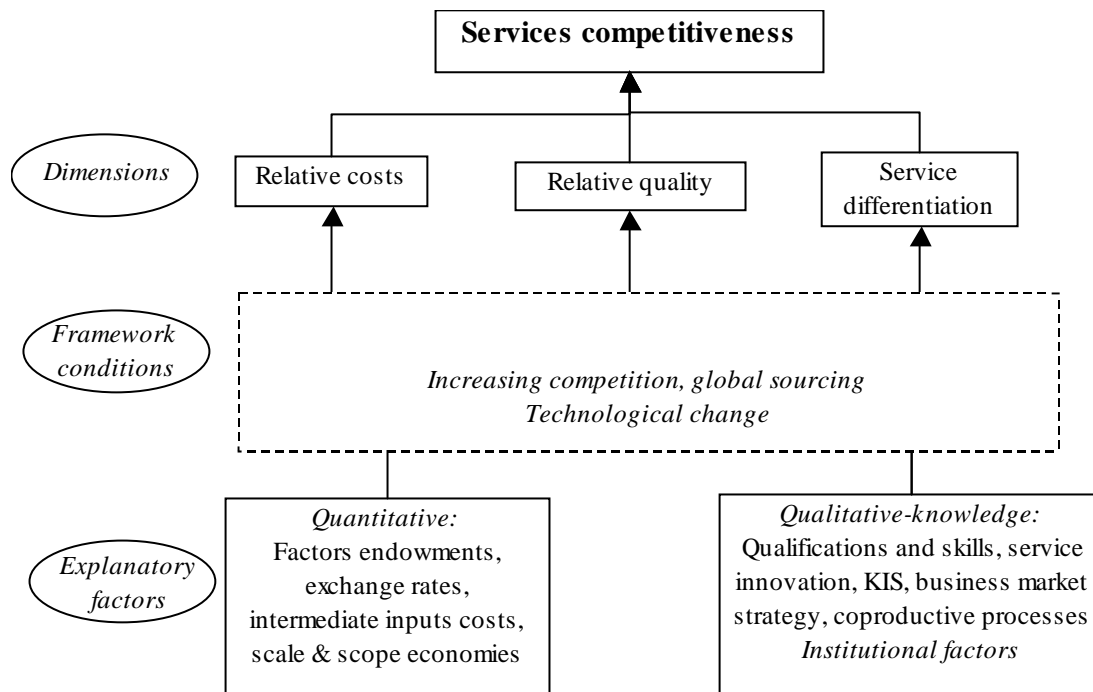 Services competitiveness
Dimensions
Relative costs
Relative quality
Service
differentiation
Framework
conditions
Increasing competition, global sourcing
Technological change
Explanatory
factors
Quantitative:
Factors endowments,
exchange rates,
intermediate inputs costs,
scale & scope economies
Qualitative-knowledge:
Qualifications and skills, service
innovation, KIS, business market
strategy, coproductive processes
Institutional factors